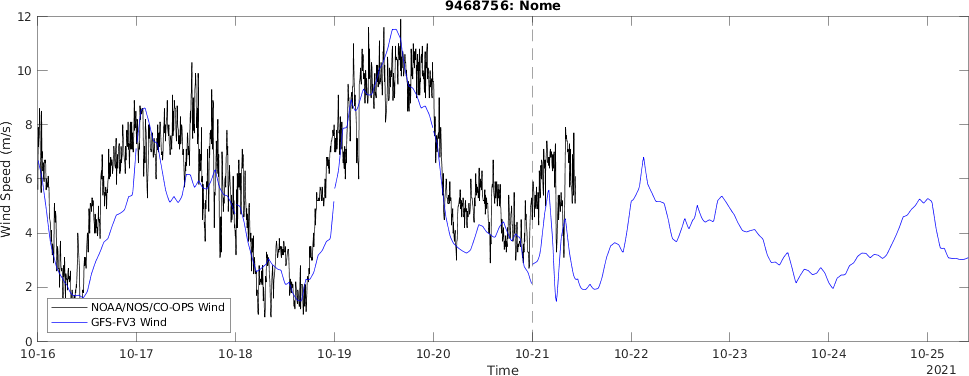 9468756: Nome
Wind Speed (m/s)
12
10
8
6
4
2
0
NOAA/NOS/CO-OPS Wind
GFS-FV3 Wind
10-16 10-17 10-18 10-19 10-20 10-21 10-22 10-23 10-24 10-25
Time
2021